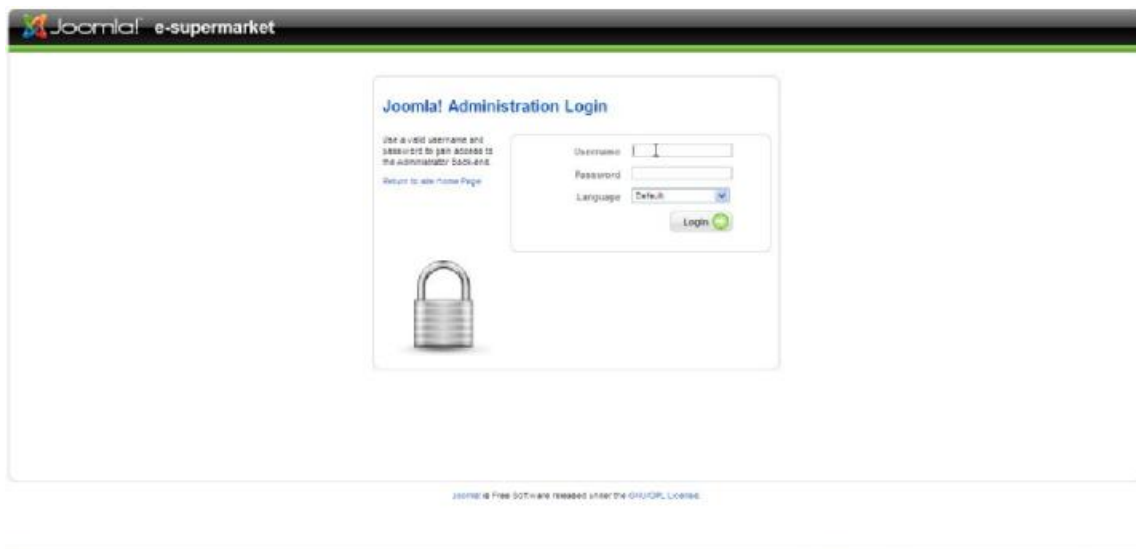 Joomla! e-supermarket
Joomla! Administration Login
Use a valid username and
password to gain access to
the Administrator Back-end.
Return to site Home Page
Username
Password
Language Default
Login
Joomla! is Free Software released under the GNU/GPL License.